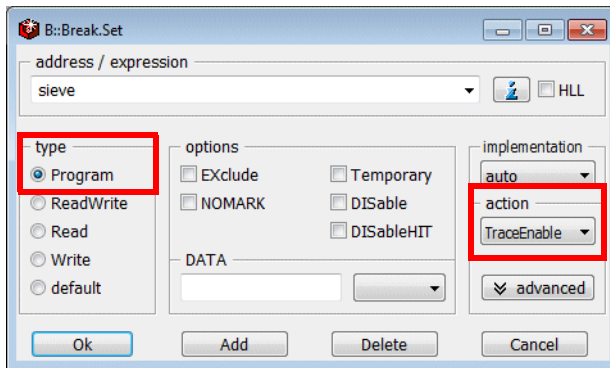 B::Break.Set
address / expression
sieve
i HLL
type
Program
ReadWrite
Read
Write
default
options
EXclude Temporary
NOMARK DISable
DISableHIT
DATA
implementation
auto
action
TraceEnable
advanced
Ok Add Delete Cancel